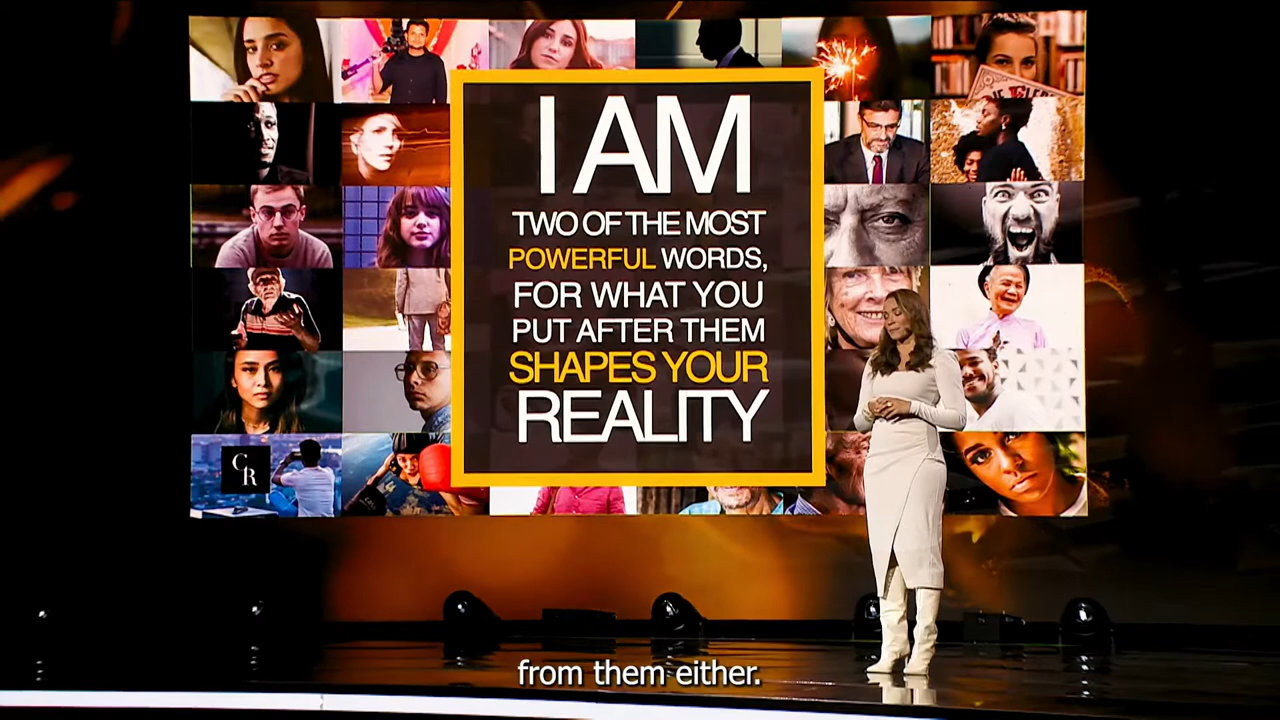 I AM
TWO OF THE MOST
POWERFUL WORDS,
FOR WHAT YOU
PUT AFTER THEM
SHAPES YOUR
REALITY
CR
from them either.